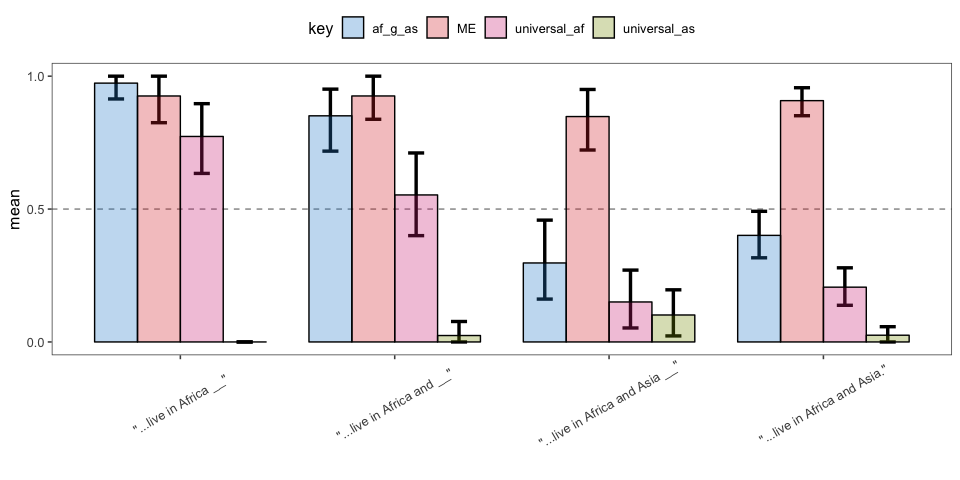 key af_g_as ME universal_af universal_as
mean
1.0
0.5
0.0
"...live in Africa __"
"...live in Africa and __"
"...live in Africa and Asia __"
"...live in Africa and Asia."